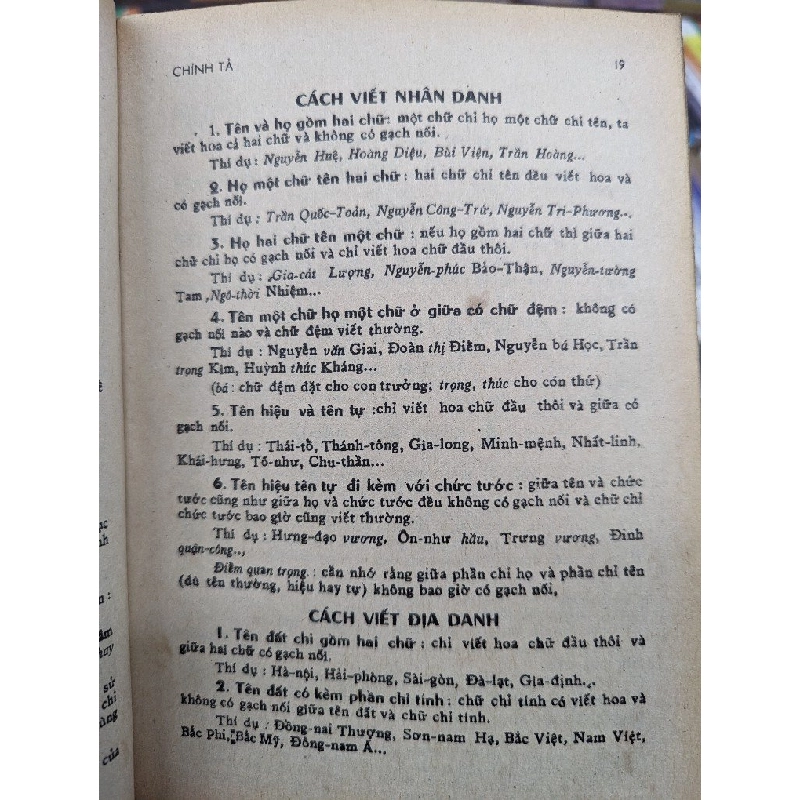 CHÍNH TẢ 19
CÁCH VIẾT NHÂN DANH
1. Tên và họ gồm hai chữ: một chữ chỉ họ một chữ chỉ tên, ta
viết hoa cả hai chữ và không có gạch nối.
Thí dụ : Nguyễn Huệ, Hoàng Diệu, Bùi Viện, Trần Hoàng...
2. Họ một chữ tên hai chữ : hai chữ chỉ tên đều viết hoa và
có gạch nối.
Thí dụ : Trần Quốc-Toản, Nguyễn Công-Trứ, Nguyễn Tri-Phương...
3. Họ hai chữ tên một chữ : nếu họ gồm hai chữ thì giữa hai
chữ chỉ họ có gạch nối và chỉ viết hoa chữ đầu thôi.
Thí dụ : Gia-cát Lượng, Nguyễn-phúc Bảo-Thận, Nguyễn-tường
Tam, Ngô-thời Nhiệm...
4. Tên một chữ họ một chữ ở giữa có chữ đệm : không có
gạch nối nào và chữ đệm viết thường.
Thí dụ : Nguyễn văn Giai, Đoàn thị Điểm, Nguyễn bá Học, Trần
trọng Kim, Huỳnh thúc Kháng...
(bá : chữ đệm đặt cho con trưởng; trọng, thúc cho con thứ)
5. Tên hiệu và tên tự :chỉ viết hoa chữ đầu thôi và giữa có
gạch nối.
Thí dụ : Thái-tổ, Thánh-tông, Gia-long, Minh-mệnh, Nhất-linh,
Khái-hưng, Tố-như, Chu-thần...
6. Tên hiệu tên tự đi kèm với chức tước : giữa tên và chức
tước cũng như giữa họ và chức tước đều không có gạch nối và chữ chỉ
chức tước bao giờ cũng viết thường.
Thí dụ : Hưng-đạo vương, Ôn-như hầu, Trưng vương, Đinh
quận-công..,
Điểm quan trọng : cần nhớ rằng giữa phần chỉ họ và phần chỉ tên
(dù tên thường, hiệu hay tự) không bao giờ có gạch nối,
CÁCH VIẾT ĐỊA DANH
1. Tên đất chỉ gồm hai chữ : chỉ viết hoa chữ đầu thôi và
giữa hai chữ có gạch nối.
Thí dụ : Hà-nội, Hải-phòng, Sài-gòn, Đà-lạt, Gia-định...
2. Tên đất có kèm phần chỉ tính : chữ chỉ tính có viết hoa và
không có gạch nối giữa tên đất và chữ chỉ tính.
Thí dụ : Đồng-nai Thượng, Sơn-nam Hạ, Bắc Việt, Nam Việt,
Bắc Phi, Bắc Mỹ, Đông-nam Á...